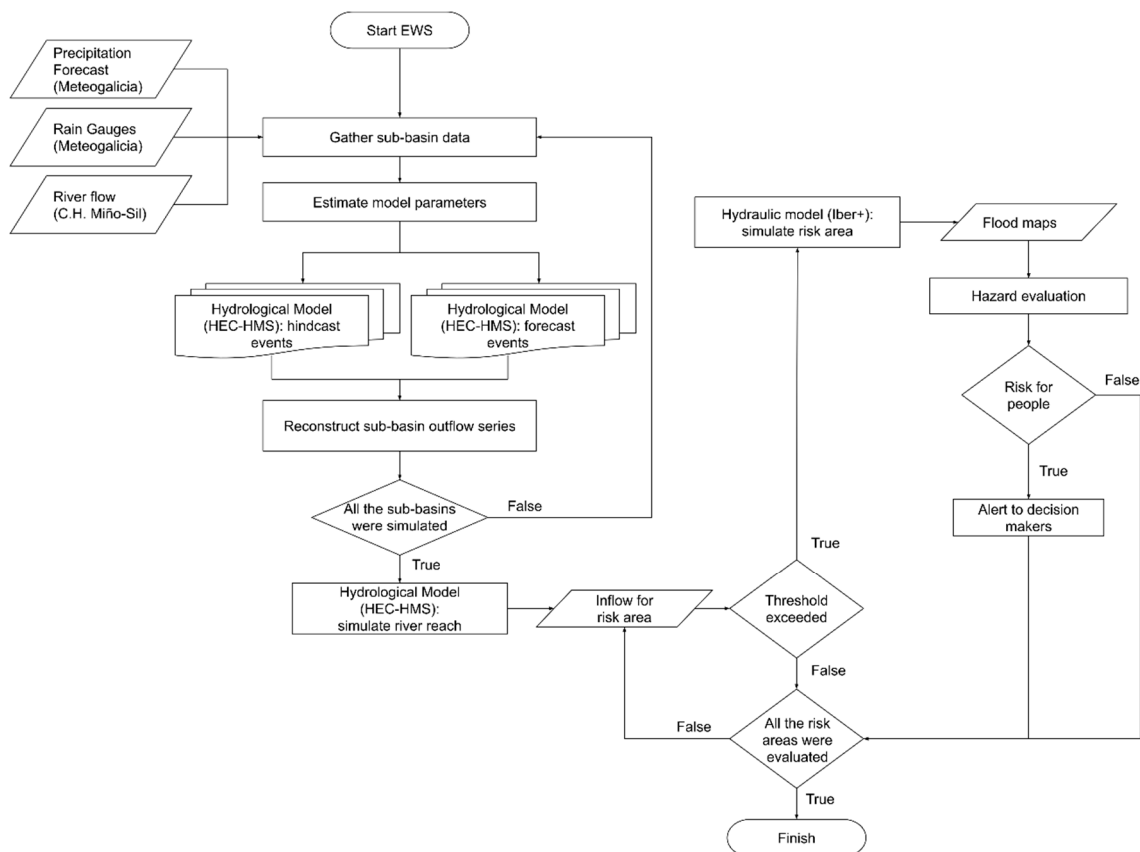 Start EWS
Precipitation
Forecast
(Meteogalicia)
Rain Gauges
(Meteogalicia)
River flow
(C.H. Miño-Sil)
Gather sub-basin data
Estimate model parameters
Hydrological Model
(HEC-HMS): hindcast
events
Hydrological Model
(HEC-HMS): forecast
events
Reconstruct sub-basin outflow series
All the sub-basins
were simulated
False
True
Hydrological Model
(HEC-HMS):
simulate river reach
Inflow for
risk area
Threshold
exceeded
True
False
Hydraulic model (Iber+):
simulate risk area
Flood maps
Hazard evaluation
Risk for
people
False
True
Alert to decision
makers
All the risk
areas were
evaluated
False
True
Finish